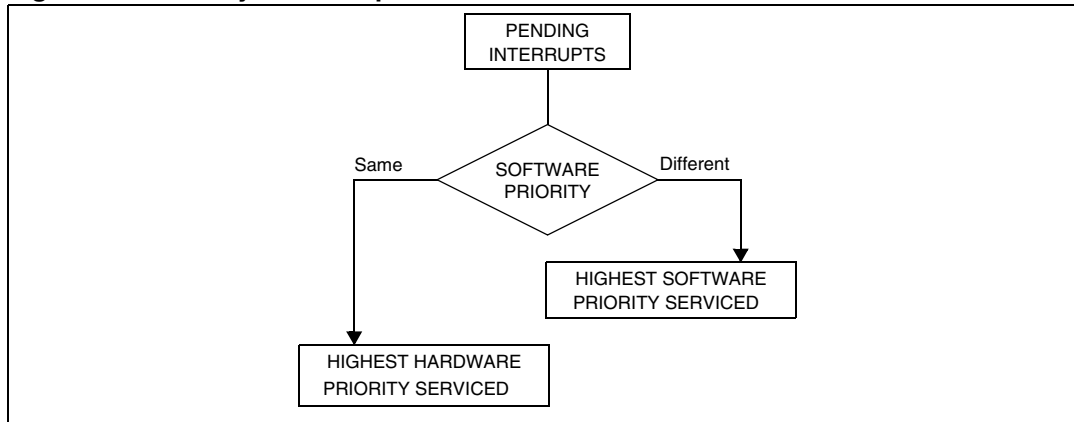 PENDING
INTERRUPTS
Same
SOFTWARE
PRIORITY
Different
HIGHEST SOFTWARE
PRIORITY SERVICED
HIGHEST HARDWARE
PRIORITY SERVICED